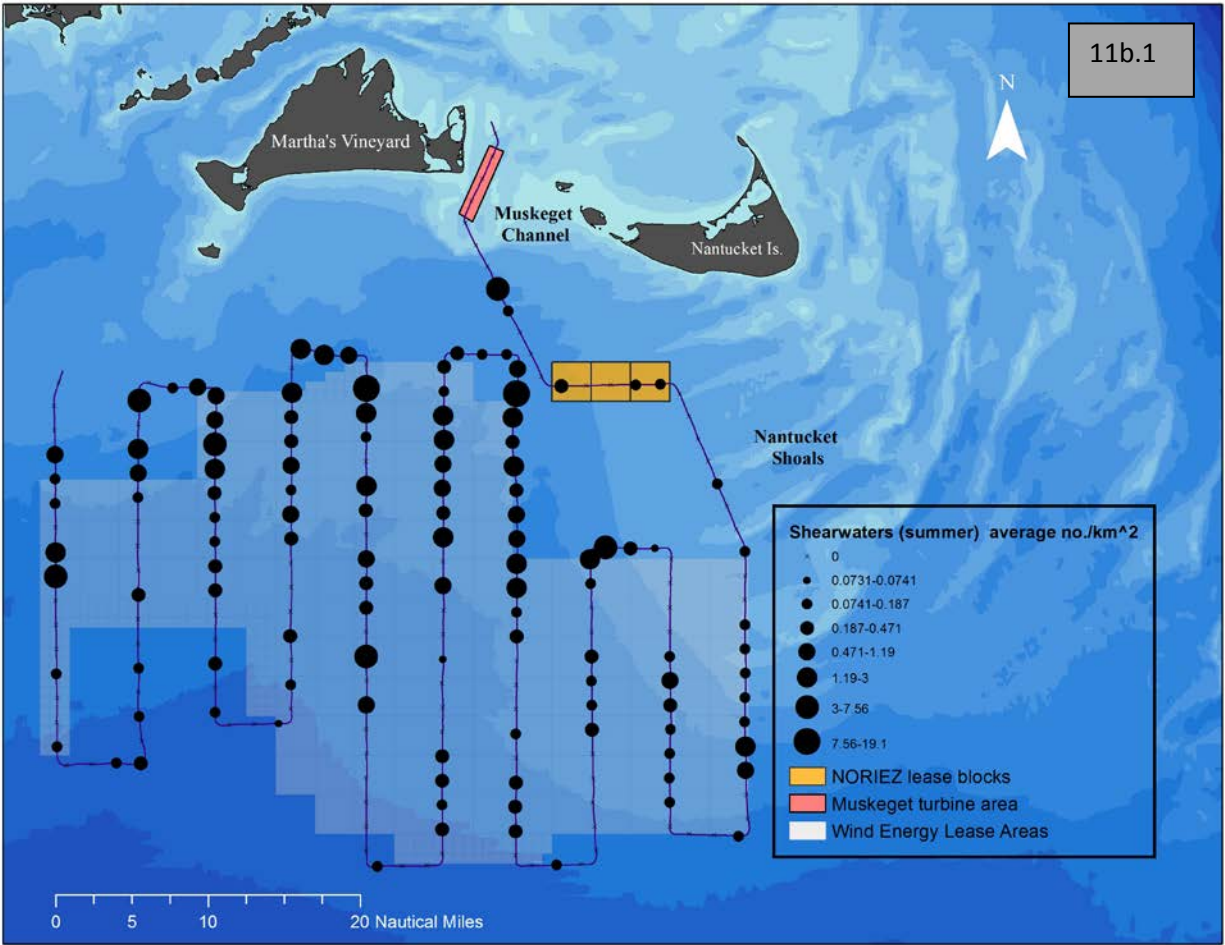 11b.1
N
Martha's Vineyard
Muskeget
Channel
Nantucket Is.
Nantucket
Shoals
Shearwaters (summer) average no./km^2
0
0.0731-0.0741
0.0741-0.187
0.187-0.471
0.471-1.19
1.19-3
3-7.56
7.56-19.1
NORIEZ lease blocks
Muskeget turbine area
Wind Energy Lease Areas
0 5 10 20 Nautical Miles